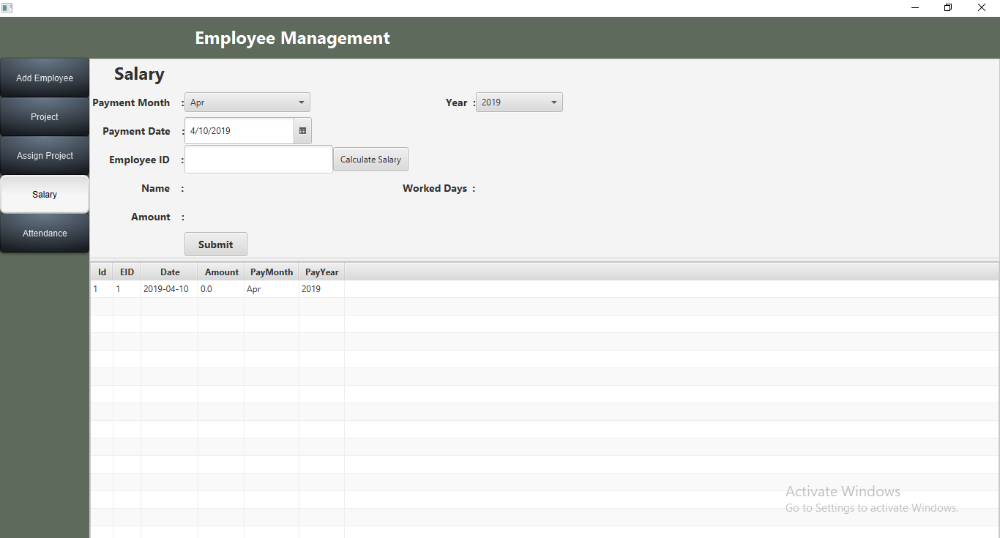 Employee Management
Add Employee
Project
Assign Project
Salary
Attendance
Salary
Payment Month : Apr Year : 2019
Payment Date : 4/10/2019
Employee ID : Calculate Salary
Name : Worked Days :
Amount :
Submit
Id EID Date Amount PayMonth PayYear
1 1 2019-04-10 0.0 Apr 2019
Activate Windows
Go to Settings to activate Windows.